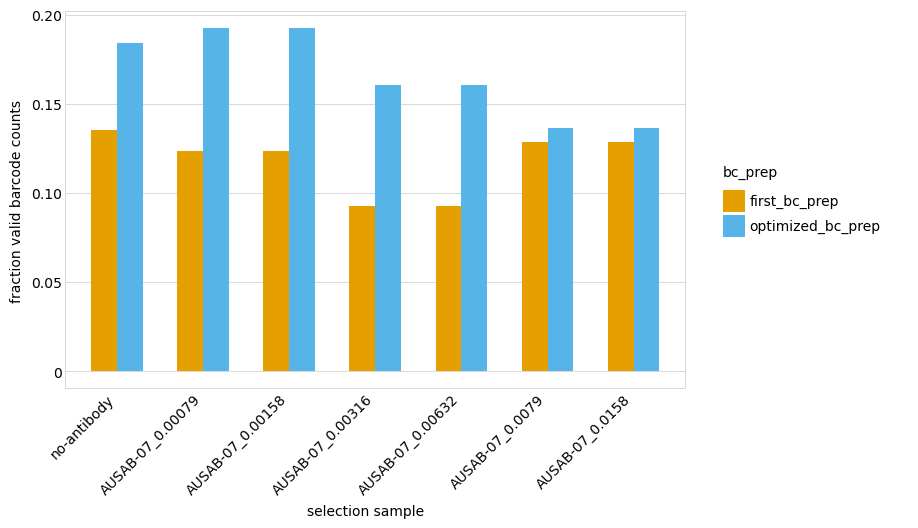 fraction valid barcode counts
0.20
0.15
0.10
0.05
0
no-antibody
AUSAB-07_0.00079
AUSAB-07_0.00158
AUSAB-07_0.00316
AUSAB-07_0.00632
AUSAB-07_0.0079
AUSAB-07_0.0158
selection sample
bc_prep
first_bc_prep
optimized_bc_prep